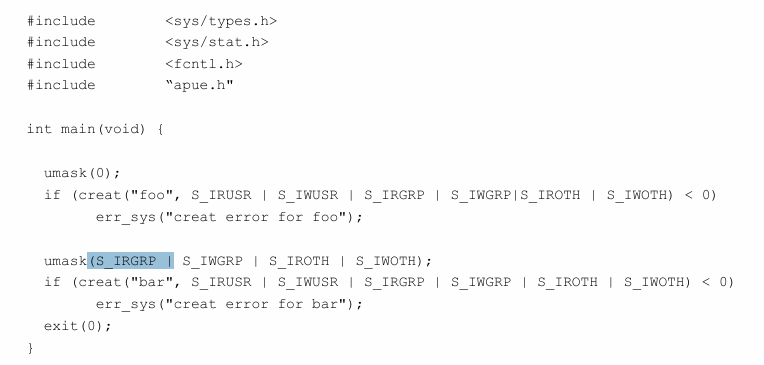 #include        <sys/types.h>
#include        <sys/stat.h>
#include        <fcntl.h>
#include        “apue.h"
int main(void) {
  umask(0);
  if (creat("foo", S_IRUSR | S_IWUSR | S_IRGRP | S_IWGRP|S_IROTH | S_IWOTH) < 0)
        err_sys("creat error for foo");
  umask(S_IRGRP | S_IWGRP | S_IROTH | S_IWOTH);
  if (creat("bar", S_IRUSR | S_IWUSR | S_IRGRP | S_IWGRP | S_IROTH | S_IWOTH) < 0)
        err_sys("creat error for bar");
  exit(0);
}